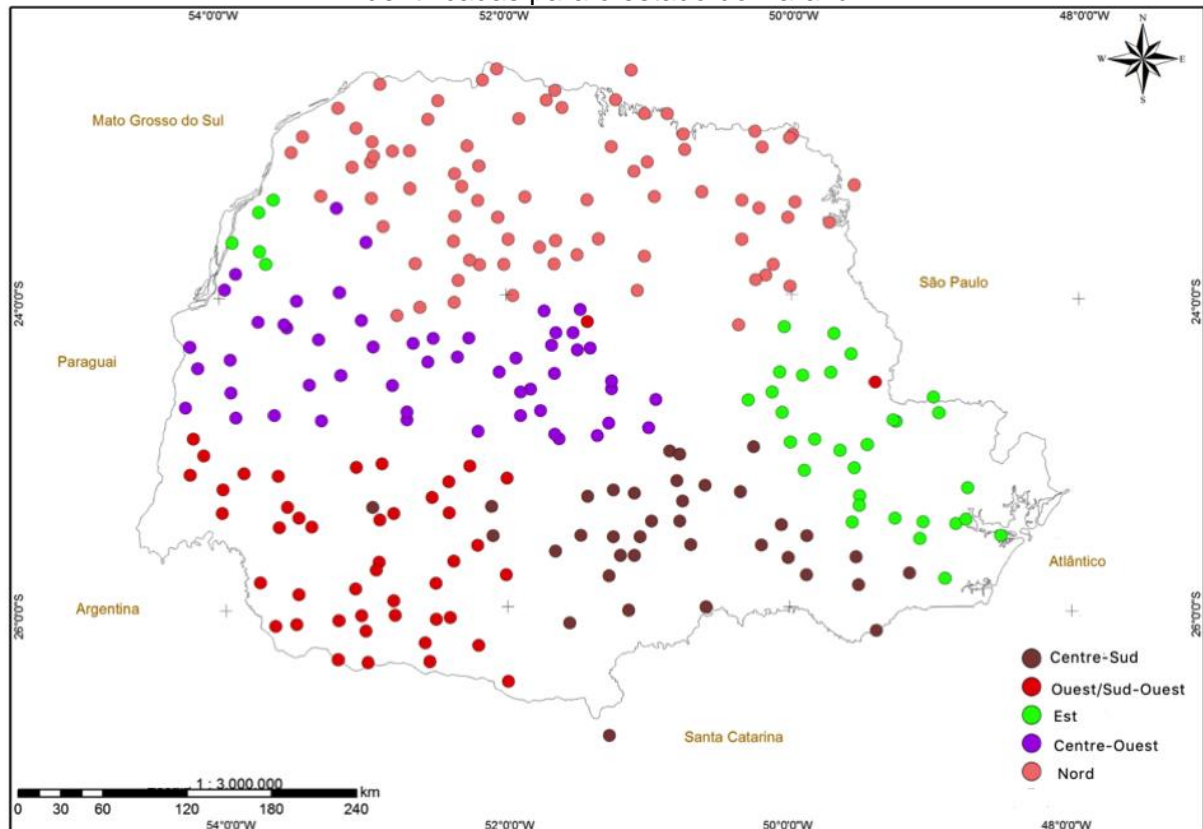 para o estado do
54°0'0"W 52°0'0"W 50°0'0"W 48°0'0"W
N
W E
S
Mato Grosso do Sul
São Paulo
24°0'0"S 24°0'0"S
Paraguai
Atlântico
Argentina
26°0'0"S 26°0'0"S
Centre-Sud
Ouest/Sud-Ouest
Est
Santa Catarina
Centre-Ouest
Nord
1 : 3.000.000
km
0 30 60 120 180 240
54°0'0"W 52°0'0"W 50°0'0"W 48°0'0"W